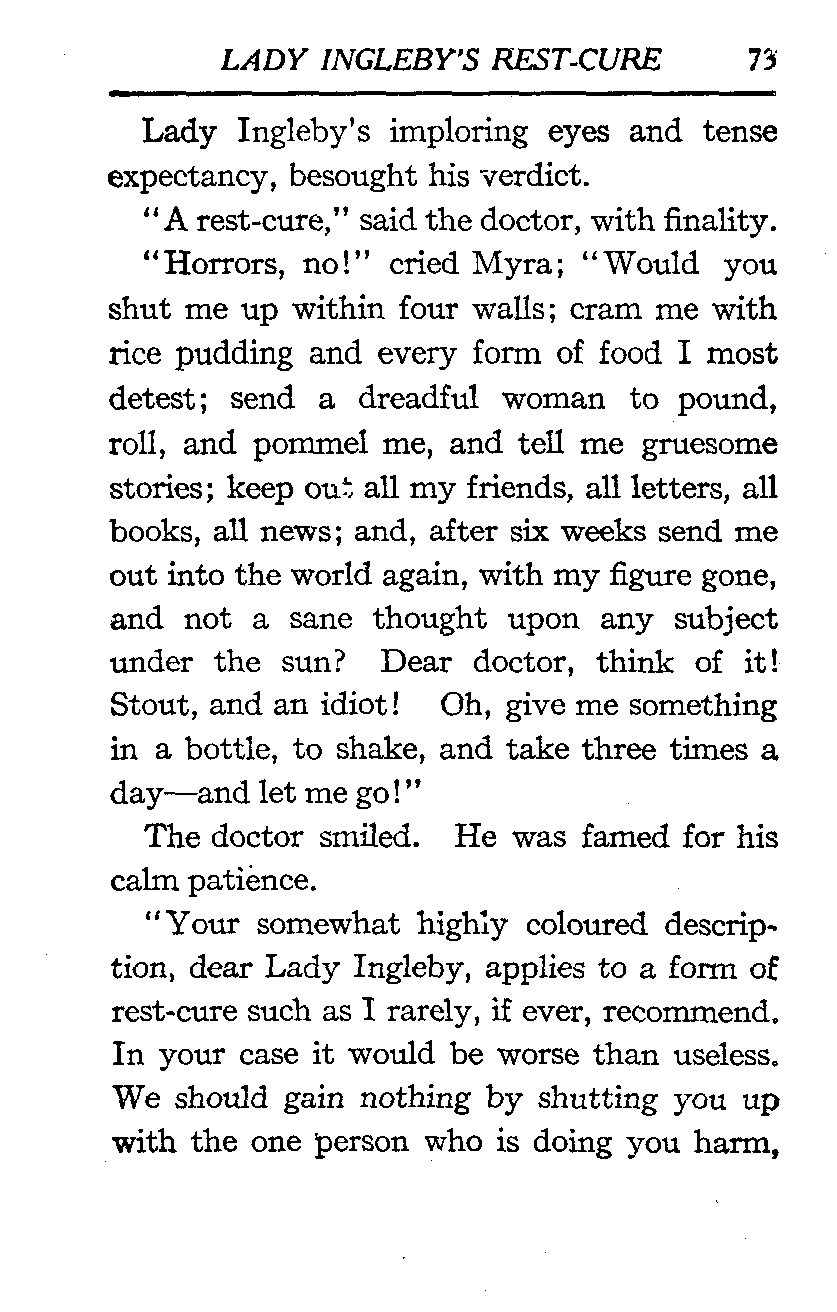 LADY INGLEBY'S REST-CURE 73
Lady Ingleby's imploring eyes and tense
expectancy, besought his verdict.
"A rest-cure," said the doctor, with finality.
"Horrors, no!" cried Myra; "Would you
shut me up within four walls; cram me with
rice pudding and every form of food I most
detest; send a dreadful woman to pound,
roll, and pommel me, and tell me gruesome
stories; keep out all my friends, all letters, all
books, all news; and, after six weeks send me
out into the world again, with my figure gone,
and not a sane thought upon any subject
under the sun? Dear doctor, think of it!
Stout, and an idiot! Oh, give me something
in a bottle, to shake, and take three times a
day—and let me go!"
The doctor smiled. He was famed for his
calm patience.
"Your somewhat highly coloured descrip-
tion, dear Lady Ingleby, applies to a form of
rest-cure such as I rarely, if ever, recommend.
In your case it would be worse than useless.
We should gain nothing by shutting you up
with the one person who is doing you harm,